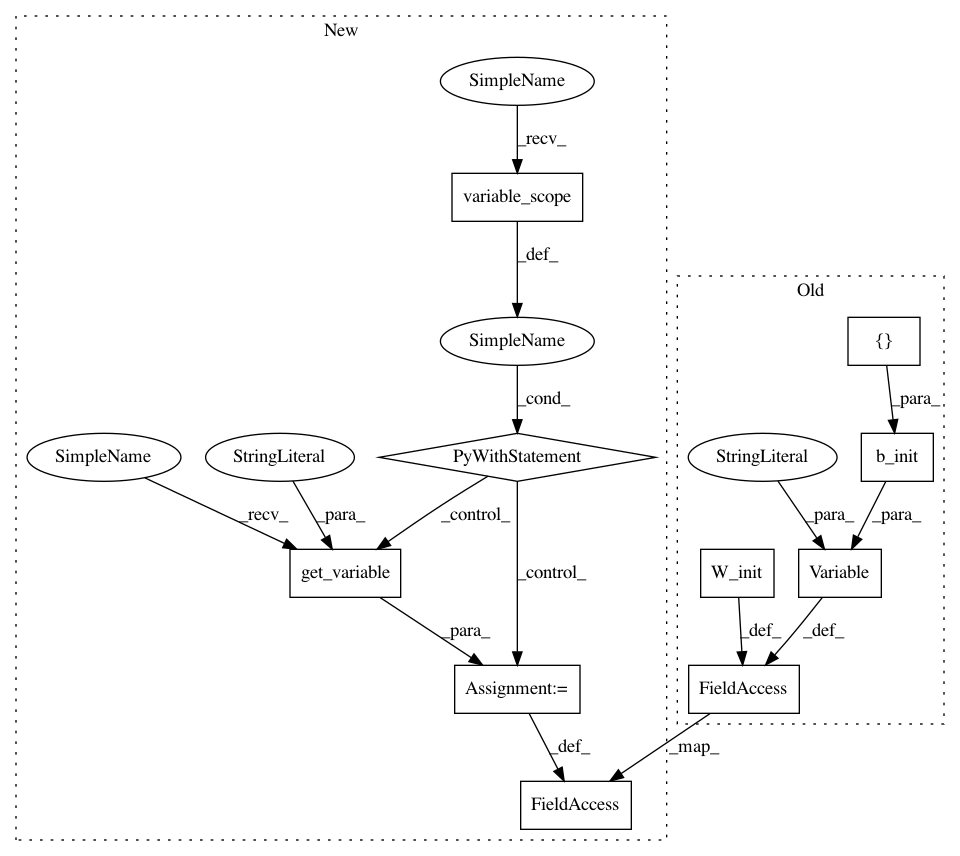 New
SimpleName
_recv_
variable_scope
_def_
Old
SimpleName
{}
_cond_
_para_
SimpleName
StringLiteral
PyWithStatement
StringLiteral
b_init
_recv_
_para_
_control_
_para_
_para_
get_variable
_control_
W_init
Variable
_para_
_def_
_def_
Assignment:=
FieldAccess
_def_
_map_
FieldAccess